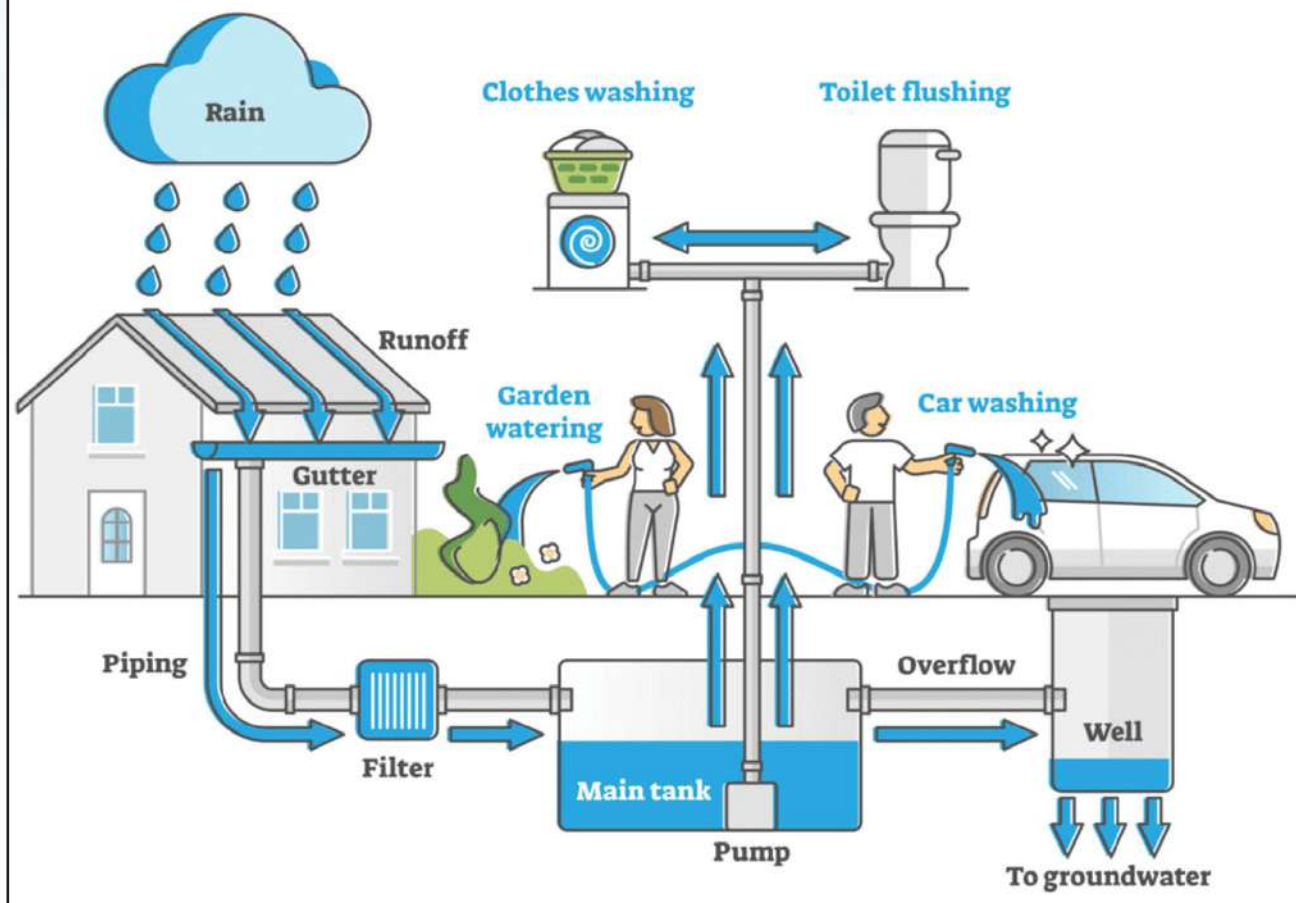 Rain
Clothes washing
Toilet flushing
Runoff
Garden
watering
Car washing
Gutter
Piping
Filter
Main tank
Pump
Overflow
Well
To groundwater